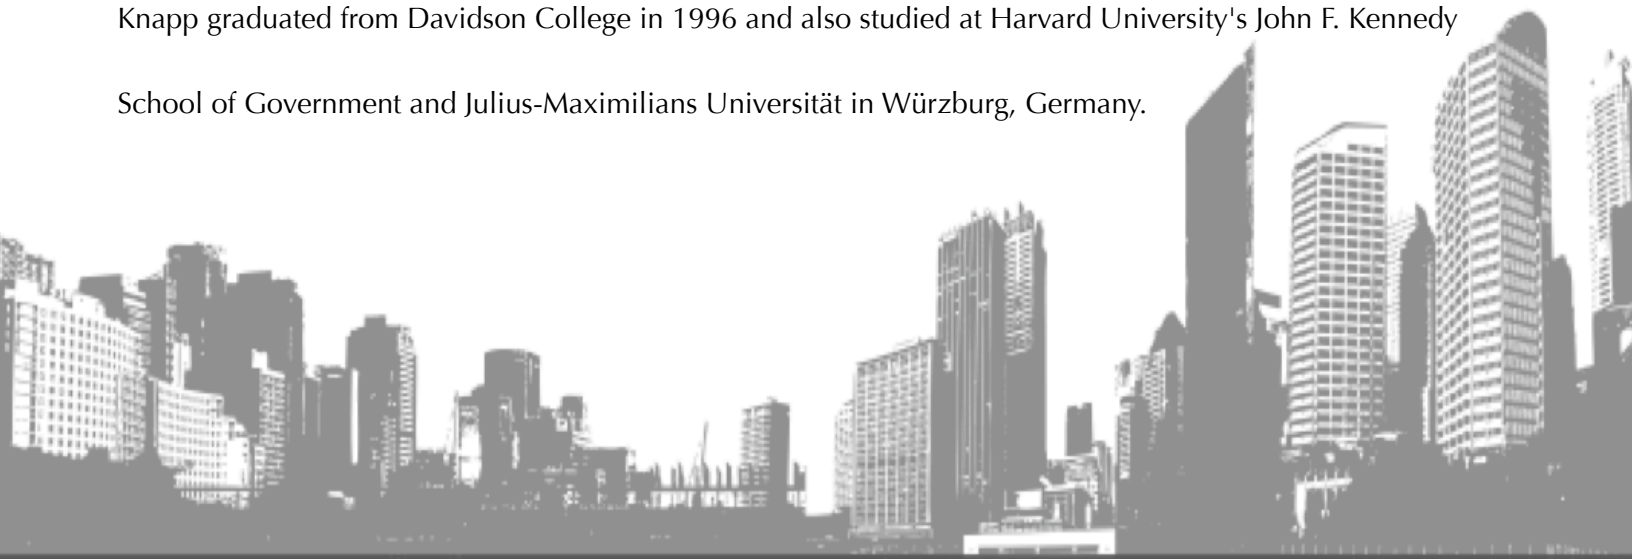 Knapp graduated from Davidson College in 1996 and also studied at Harvard University's John F. Kennedy
School of Government and Julius-Maximilians Universität in Würzburg, Germany.